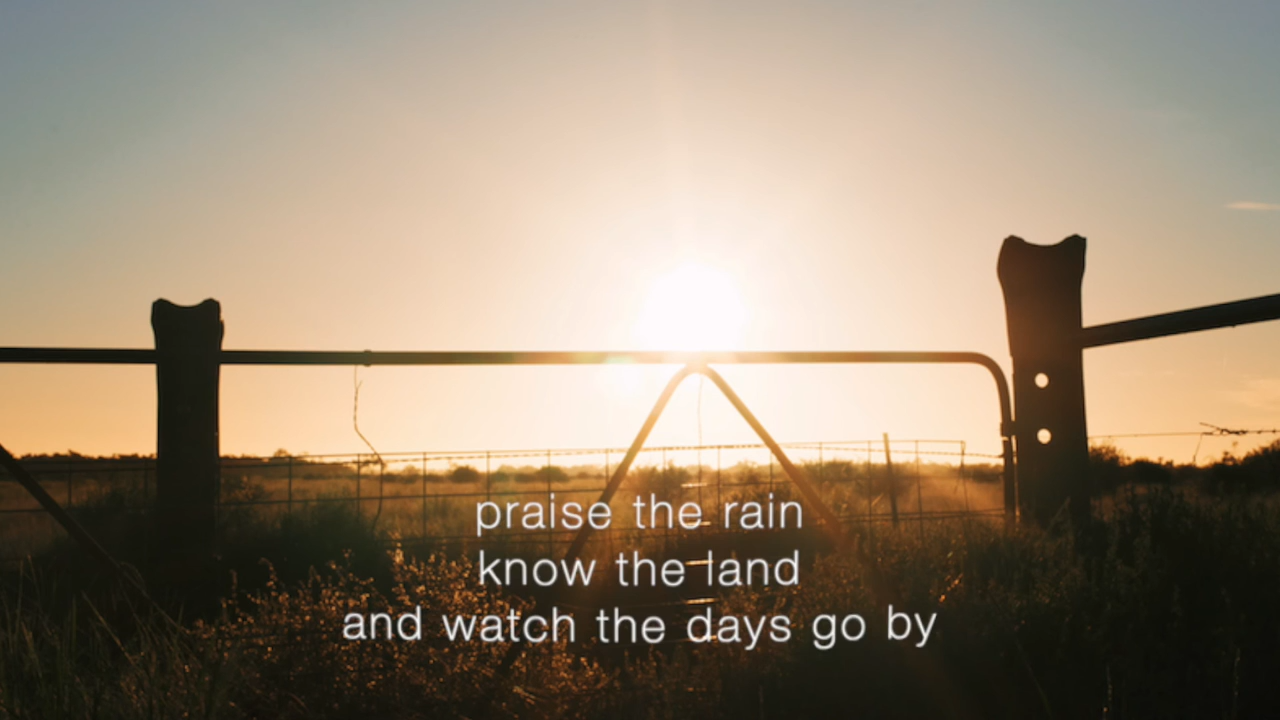 praise the rain
know the land
and watch the days go by